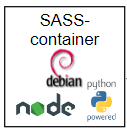 SASS-
container
debian
python
powered
node